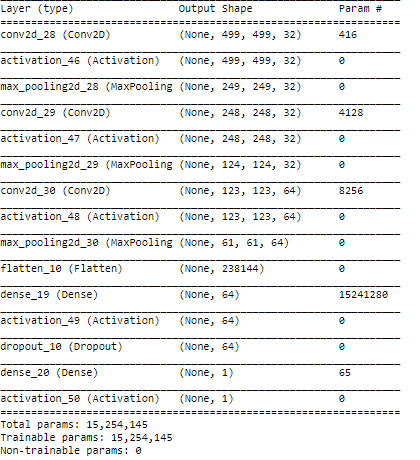 Layer (type) Output Shape Param #
=================================================================
conv2d_28 (Conv2D) (None, 499, 499, 32) 416
_________________________________________________________________
activation_46 (Activation) (None, 499, 499, 32) 0
_________________________________________________________________
max_pooling2d_28 (MaxPooling (None, 249, 249, 32) 0
_________________________________________________________________
conv2d_29 (Conv2D) (None, 248, 248, 32) 4128
_________________________________________________________________
activation_47 (Activation) (None, 248, 248, 32) 0
_________________________________________________________________
max_pooling2d_29 (MaxPooling (None, 124, 124, 32) 0
_________________________________________________________________
conv2d_30 (Conv2D) (None, 123, 123, 64) 8256
_________________________________________________________________
activation_48 (Activation) (None, 123, 123, 64) 0
_________________________________________________________________
max_pooling2d_30 (MaxPooling (None, 61, 61, 64) 0
_________________________________________________________________
flatten_10 (Flatten) (None, 238144) 0
_________________________________________________________________
dense_19 (Dense) (None, 64) 15241280
_________________________________________________________________
activation_49 (Activation) (None, 64) 0
_________________________________________________________________
dropout_10 (Dropout) (None, 64) 0
_________________________________________________________________
dense_20 (Dense) (None, 1) 65
_________________________________________________________________
activation_50 (Activation) (None, 1) 0
=================================================================
Total params: 15,254,145
Trainable params: 15,254,145
Non-trainable params: 0